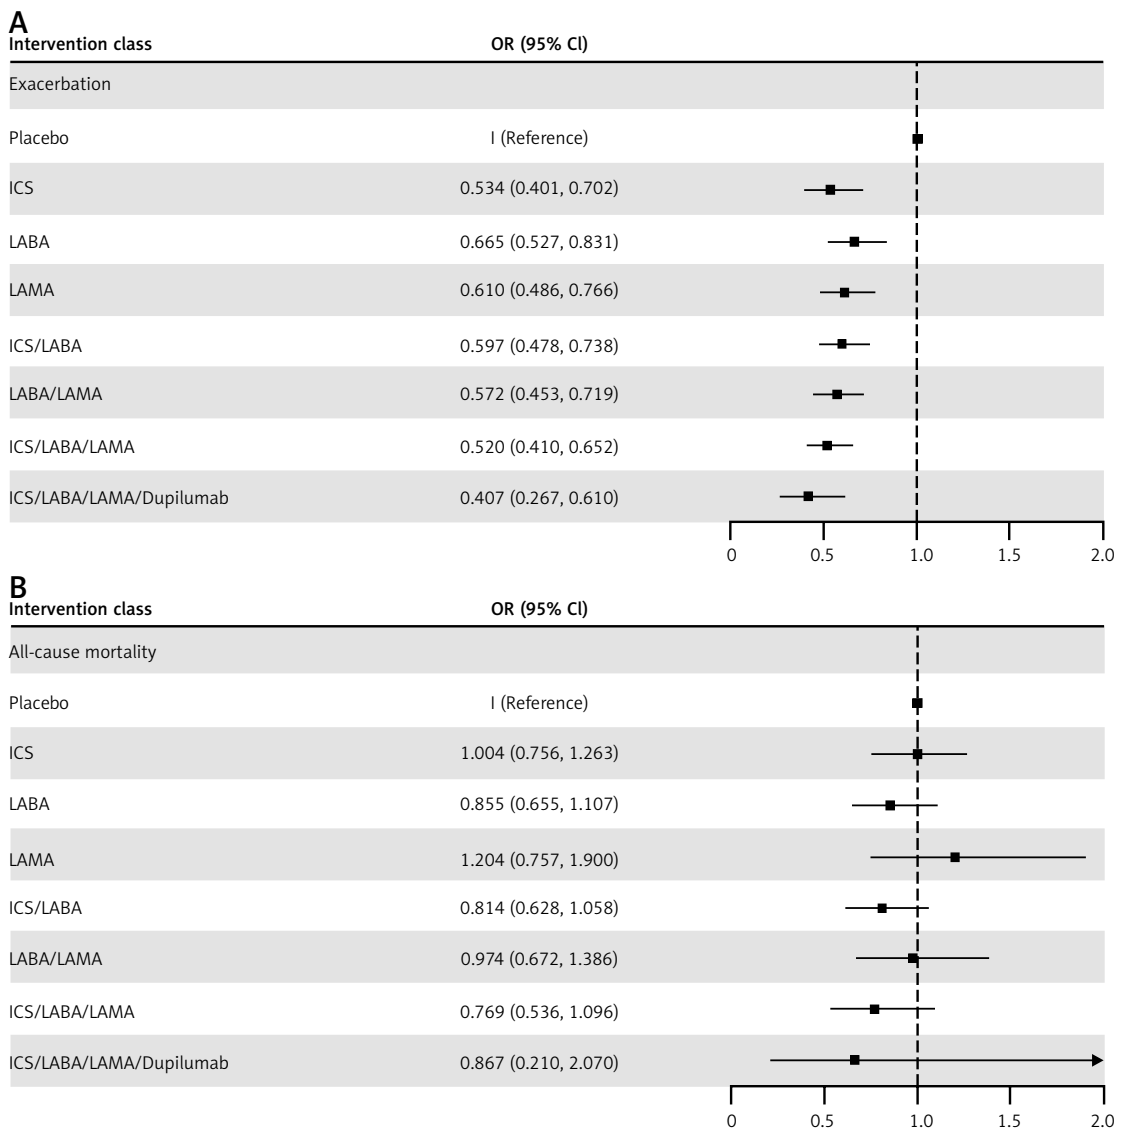 A
Intervention class OR (95% Cl)
Exacerbation
Placebo I (Reference)
ICS 0.534 (0.401, 0.702)
LABA 0.665 (0.527, 0.831)
LAMA 0.610 (0.486, 0.766)
ICS/LABA 0.597 (0.478, 0.738)
LABA/LAMA 0.572 (0.453, 0.719)
ICS/LABA/LAMA 0.520 (0.410, 0.652)
ICS/LABA/LAMA/Dupilumab 0.407 (0.267, 0.610)
0 0.5 1.0 1.5 2.0
B
Intervention class OR (95% Cl)
All-cause mortality
Placebo I (Reference)
ICS 1.004 (0.756, 1.263)
LABA 0.855 (0.655, 1.107)
LAMA 1.204 (0.757, 1.900)
ICS/LABA 0.814 (0.628, 1.058)
LABA/LAMA 0.974 (0.672, 1.386)
ICS/LABA/LAMA 0.769 (0.536, 1.096)
ICS/LABA/LAMA/Dupilumab 0.867 (0.210, 2.070)
0 0.5 1.0 1.5 2.0